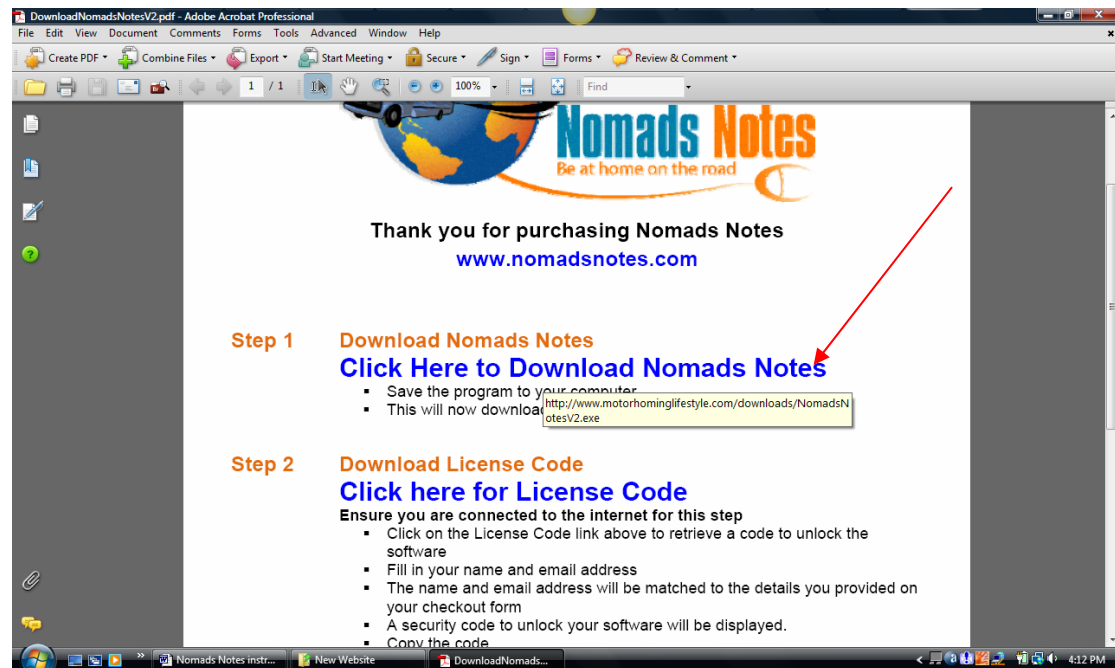 DownloadNomadsNotesV2.pdf - Adobe Acrobat Professional
File Edit View Document Comments Forms Tools Advanced Window Help
Create PDF Combine Files Export Start Meeting Secure Sign Forms Review & Comment
1 / 1 100% Find
Nomads Notes
Be at home on the road
Thank you for purchasing Nomads Notes
www.nomadsnotes.com
Step 1 Download Nomads Notes
Click Here to Download Nomads Notes
▪ Save the program to your computer
▪ This will now download
http://www.motorhominglifestyle.com/downloads/NomadsN
otesV2.exe
Step 2 Download License Code
Click here for License Code
Ensure you are connected to the internet for this step
▪ Click on the License Code link above to retrieve a code to unlock the
software
▪ Fill in your name and email address
▪ The name and email address will be matched to the details you provided on
your checkout form
▪ A security code to unlock your software will be displayed.
▪ Copy the code
Nomads Notes instr... New Website DownloadNomads... 4:12 PM